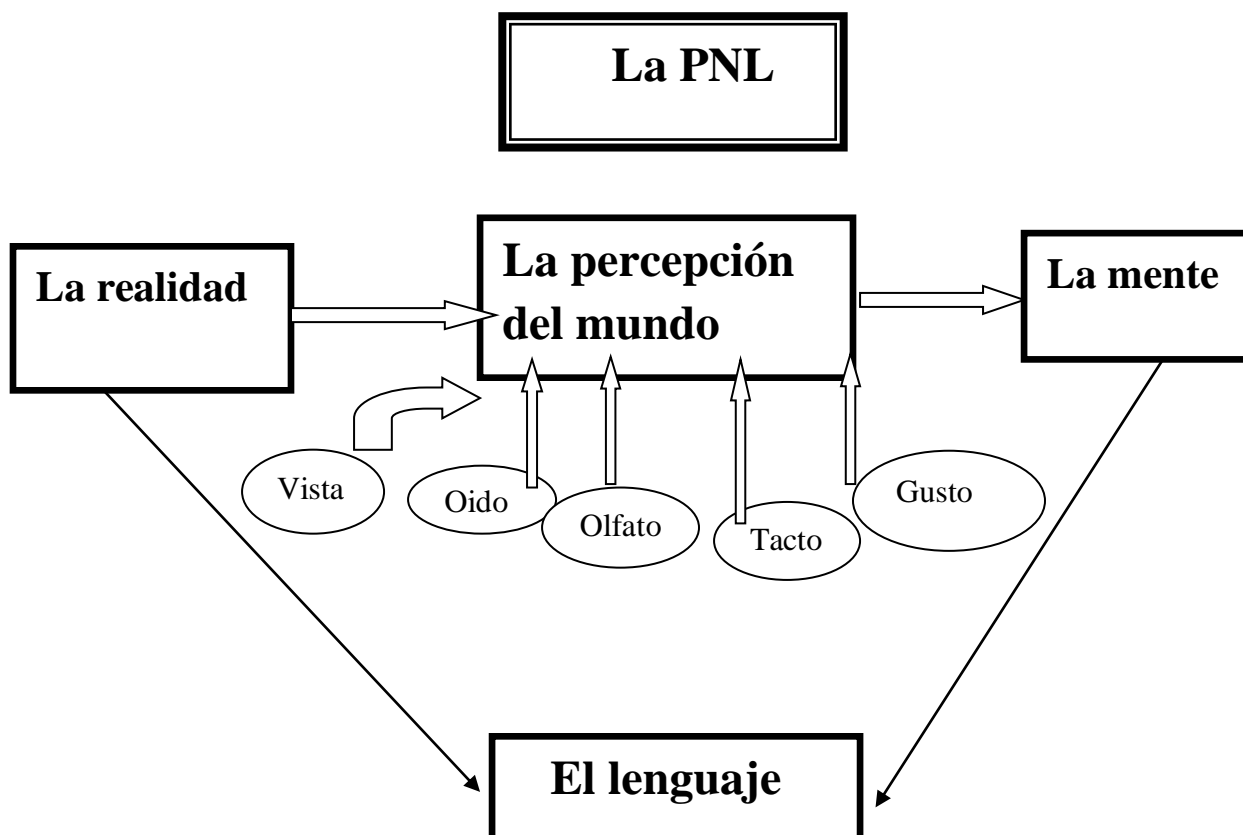 La PNL
La realidad
La percepción
del mundo
La mente
Vista
Oido
Olfato
Tacto
Gusto
El lenguaje